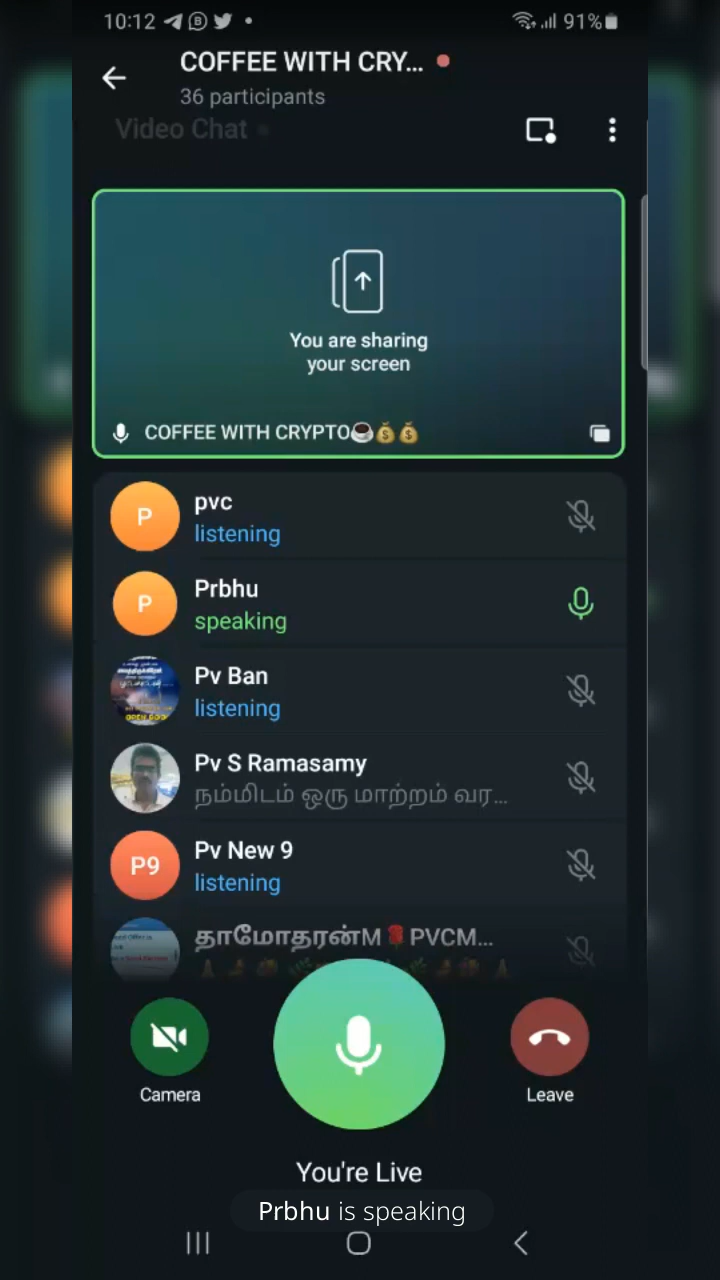 10:12
91%
COFFEE WITH CRY...
36 participants
Video Chat
You are sharing
your screen
COFFEE WITH CRYPTO☕💰💰
P
pvc
listening
P
Prbhu
speaking
Pv Ban
listening
OPEN
Pv S Ramasamy
நம்மிடம் ஒரு மாற்றம் வர...
P9
Pv New 9
listening
தாமோதரன்M🌹PVCM...
Camera
Leave
You're Live
Prbhu is speaking